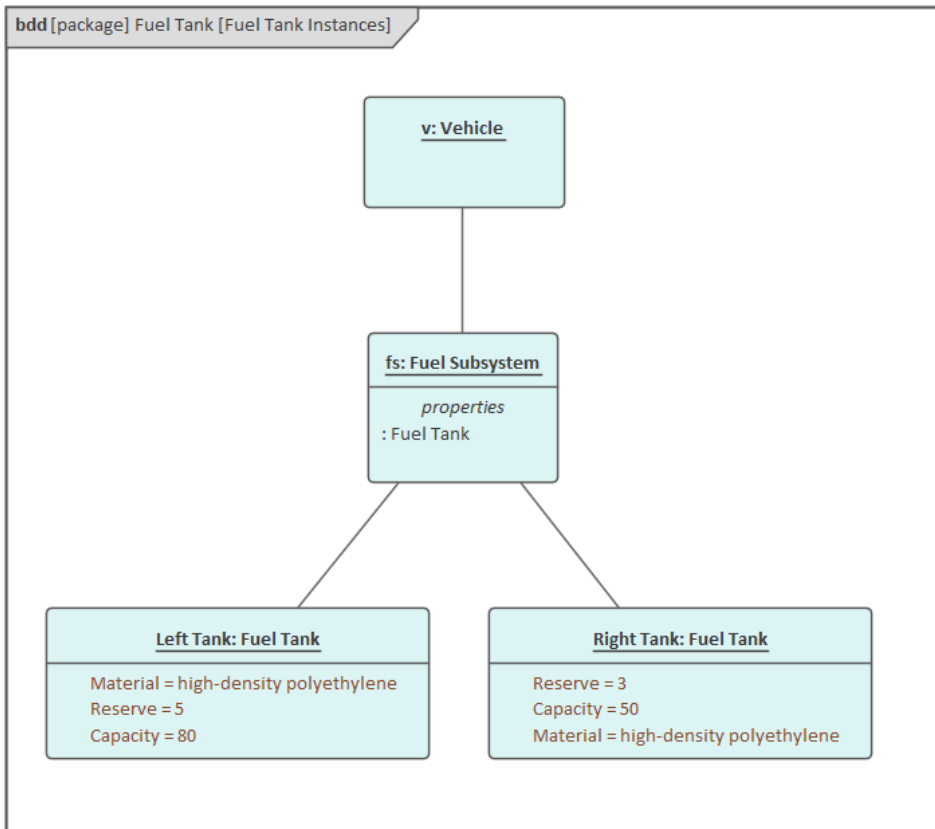 bdd [package] Fuel Tank [Fuel Tank Instances]
v: Vehicle
fs: Fuel Subsystem
properties
: Fuel Tank
Left Tank: Fuel Tank
Material = high-density polyethylene
Reserve = 5
Capacity = 80
Right Tank: Fuel Tank
Reserve = 3
Capacity = 50
Material = high-density polyethylene